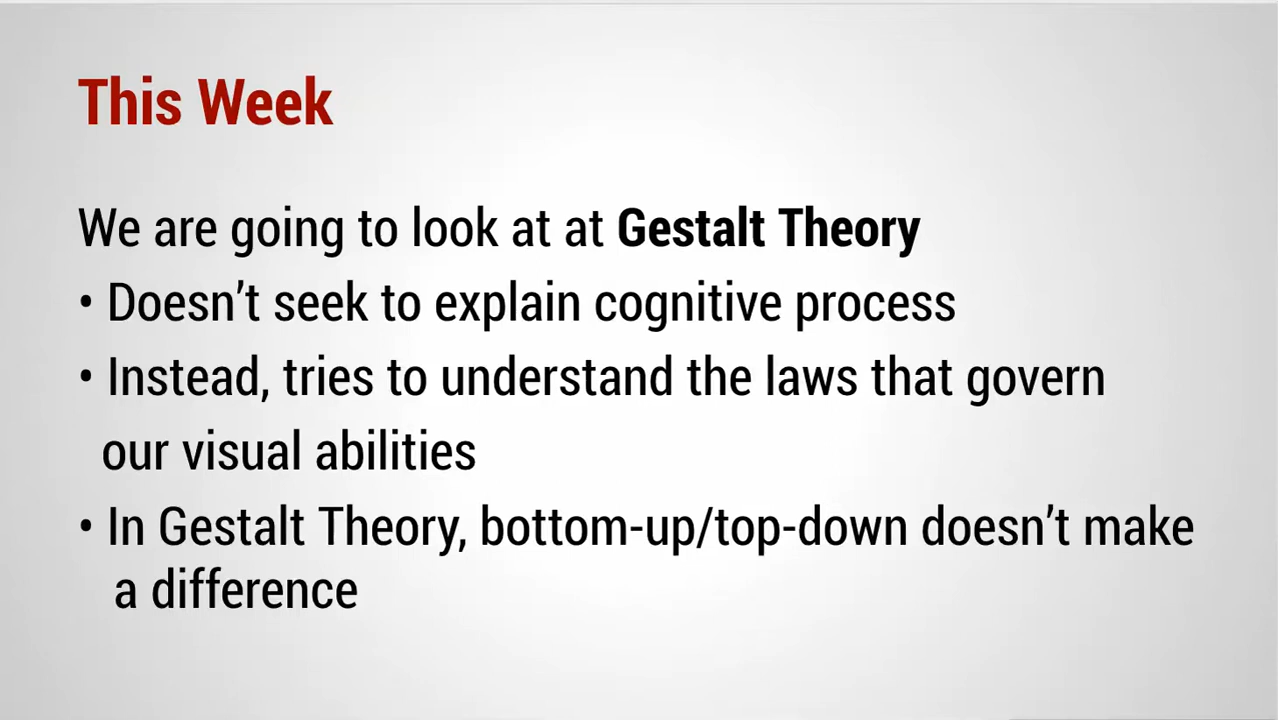 This Week
We are going to look at at Gestalt Theory
• Doesn’t seek to explain cognitive process
• Instead, tries to understand the laws that govern
our visual abilities
• In Gestalt Theory, bottom-up/top-down doesn’t make
a difference